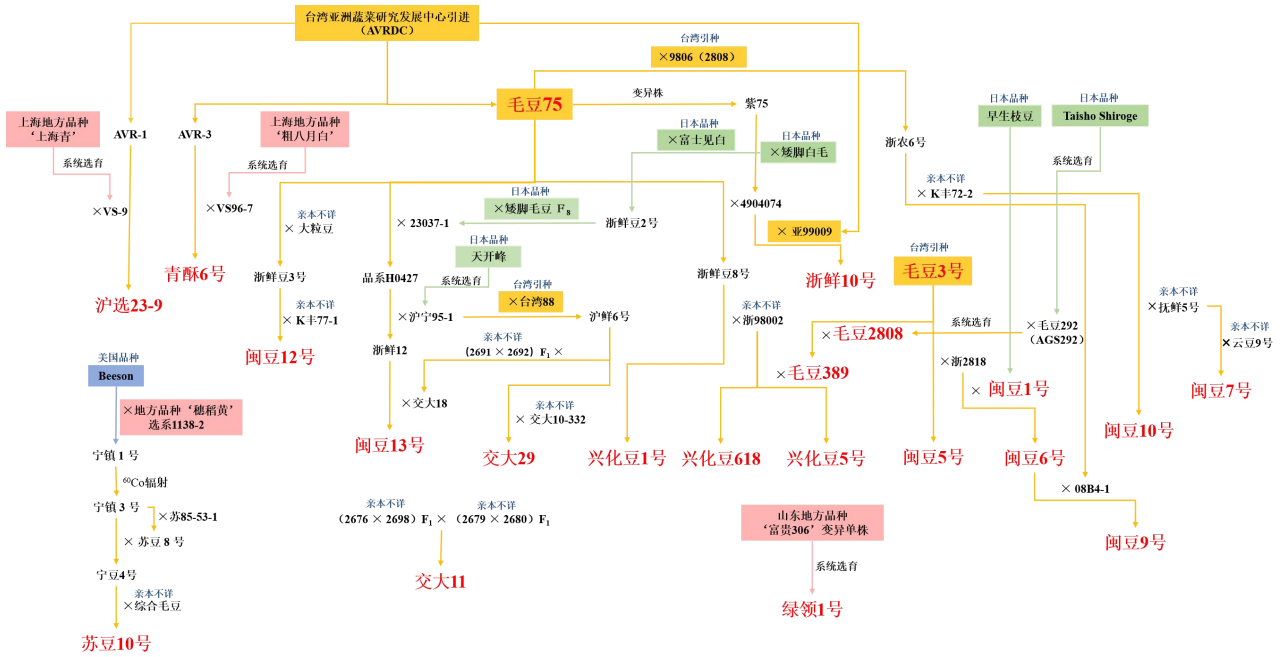 台湾亚洲蔬菜研究发展中心引进
（AVRDC）
台湾引种
×9806（2808）
毛豆75
变异株
紫75
上海地方品种
‘上海青’
AVR-1
AVR-3
上海地方品种
‘粗八月白’
系统选育
系统选育
×VS-9
×VS96-7
日本品种
×富士见白
日本品种
×矮脚白毛
浙农6号
日本品种
早生枝豆
日本品种
Taisho Shiroge
系统选育
亲本不详
×K丰72-2
亲本不详
× 大粒豆
× 23037-1
日本品种
×矮脚毛豆 F₈
浙鲜豆2号
×4904074
× 亚99009
沪选23-9
青酥6号
浙鲜豆3号
品系H0427
日本品种
天开峰
系统选育
浙鲜豆8号
浙鲜10号
台湾引种
毛豆3号
亲本不详
×K丰77-1
闽豆12号
×沪宁95-1
台湾引种
×台湾88
沪鲜6号
亲本不详
×浙98002
×毛豆2808
系统选育
×毛豆292
（AGS292）
亲本不详
×抚鲜5号
亲本不详
×云豆9号
浙鲜12
亲本不详
(2691 × 2692) F₁ ×
×毛豆389
×浙2818
×
闽豆1号
闽豆7号
美国品种
Beeson
×地方品种‘穗稻黄’
选系1138-2
×交大18
亲本不详
× 交大10-332
闽豆13号
交大29
兴化豆1号
兴化豆618
兴化豆5号
闽豆5号
闽豆6号
闽豆10号
宁镇 1 号
⁶⁰Co辐射
宁镇 3 号
×苏85-53-1
× 苏豆 8 号
宁豆4号
亲本不详
×综合毛豆
苏豆10号
亲本不详
亲本不详
（2676 × 2698）F₁ × （2679 × 2680）F₁
交大11
山东地方品种
‘富贵306’变异单株
系统选育
绿领1号
× 08B4-1
闽豆9号